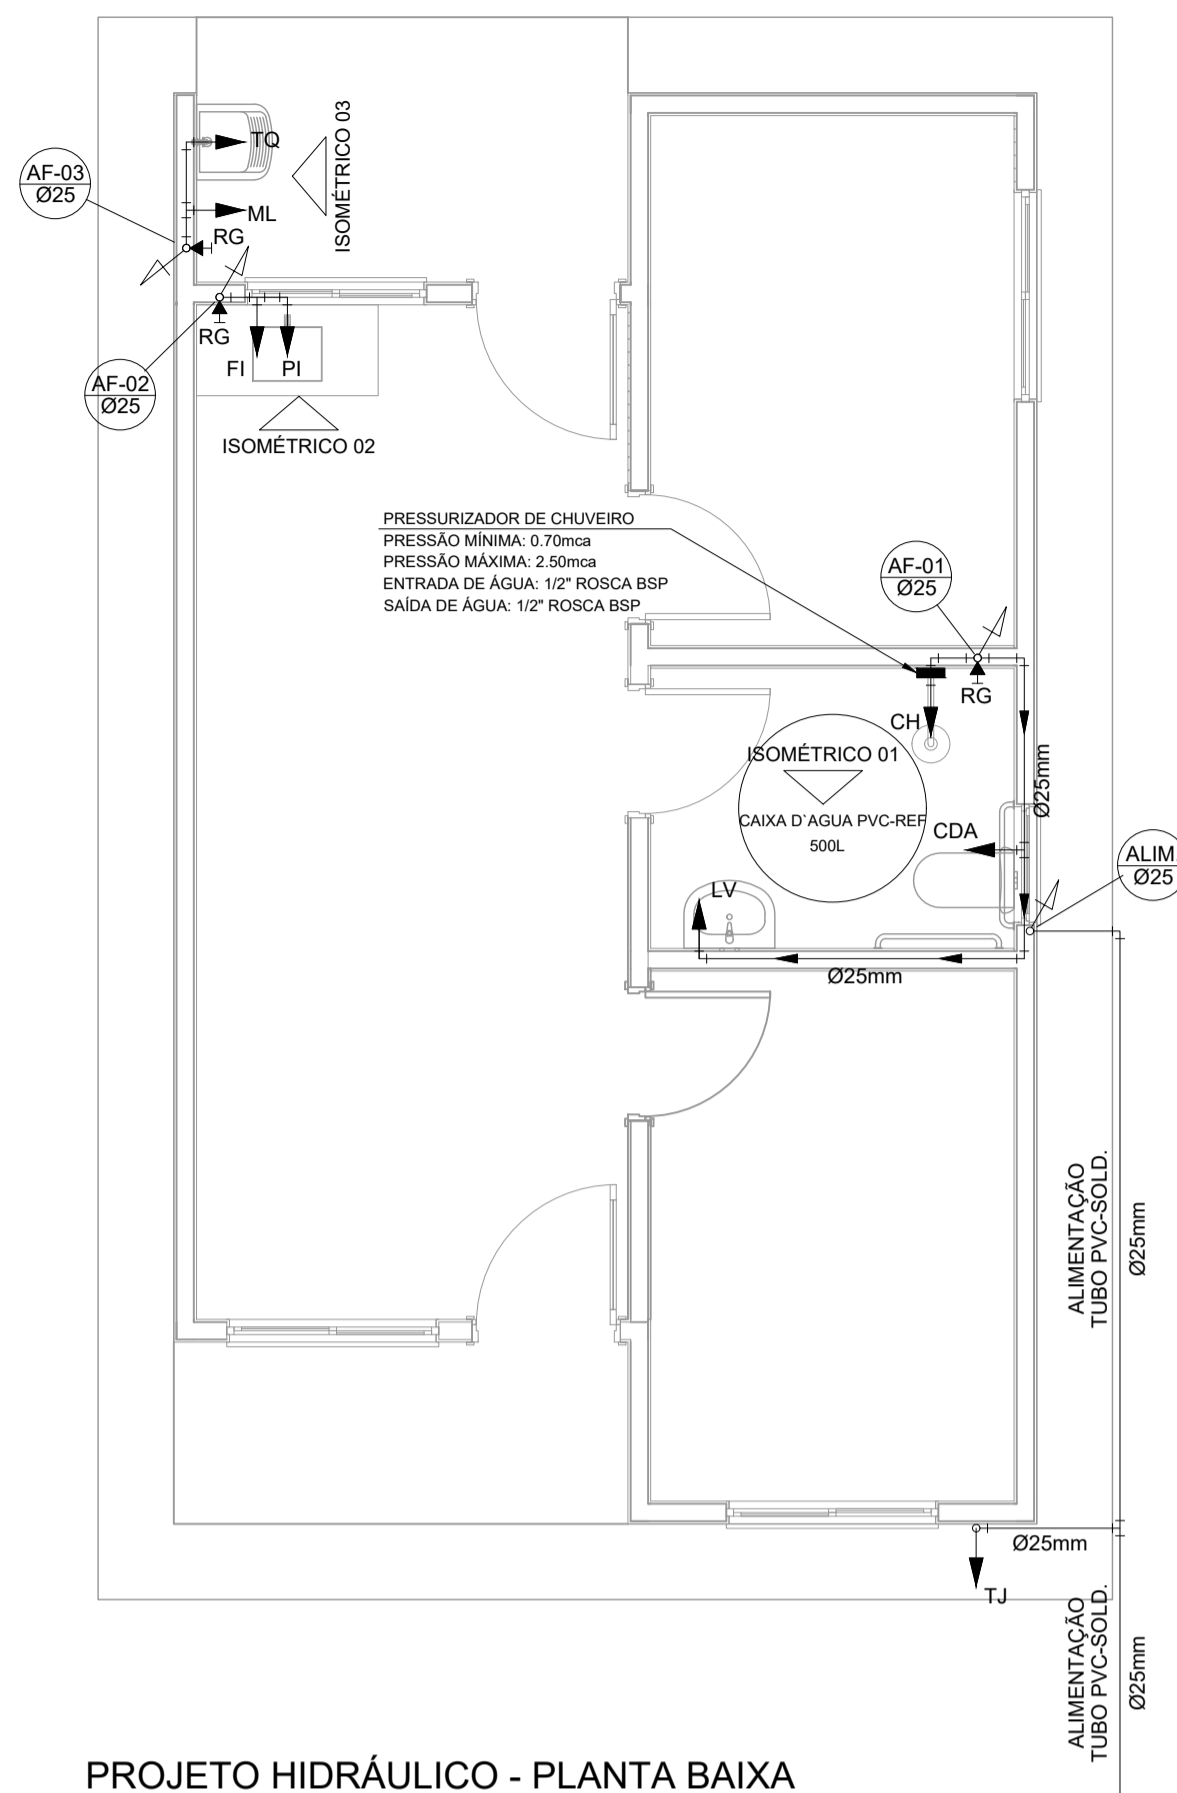 TQ
ISOMÉTRICO 03
AF-03
Ø25
ML
RG
RG
FI
PI
AF-02
Ø25
ISOMÉTRICO 02
PRESSURIZADOR DE CHUVEIRO
PRESSÃO MÍNIMA: 0.70mca
PRESSÃO MÁXIMA: 2.50mca
ENTRADA DE ÁGUA: 1/2" ROSCA BSP
SAÍDA DE ÁGUA: 1/2" ROSCA BSP
AF-01
Ø25
RG
CH
ISOMÉTRICO 01
Ø25mm
CAIXA D`AGUA PVC-REF
500L
CDA
ALIM.
Ø25
LV
Ø25mm
ALIMENTAÇÃO
TUBO PVC-SOLD.
Ø25mm
Ø25mm
TJ
ALIMENTAÇÃO
TUBO PVC-SOLD.
Ø25mm
PROJETO HIDRÁULICO - PLANTA BAIXA